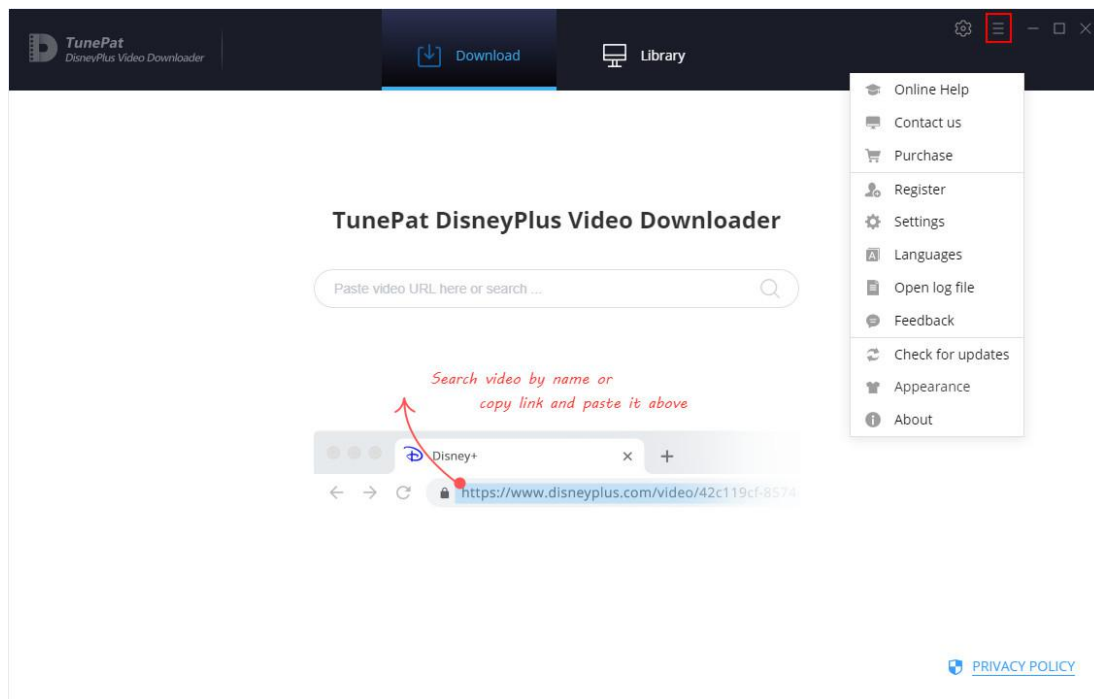 TunePat
DisneyPlus Video Downloader
Download
Library
Online Help
Contact us
Purchase
Register
Settings
Languages
Open log file
Feedback
Check for updates
Appearance
About
TunePat DisneyPlus Video Downloader
Paste video URL here or search ...
Search video by name or
copy link and paste it above
Disney+
https://www.disneyplus.com/video/42c119cf-8574
PRIVACY POLICY